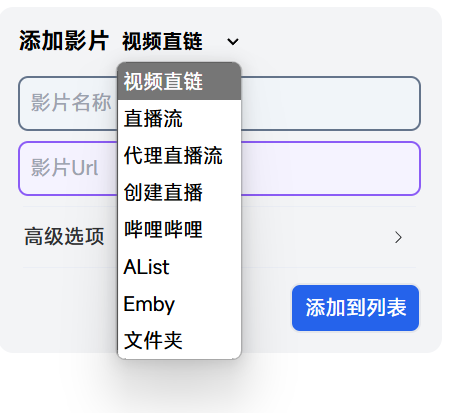 添加影片 视频直链
视频直链
影片名称
直播流
代理直播流
影片Url
创建直播
高级选项
哔哩哔哩
AList
Emby
添加到列表
文件夹